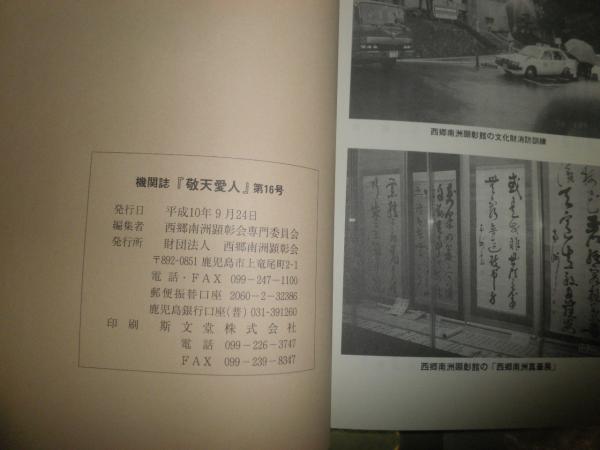 機関誌『敬天愛人』第16号
発行日 平成10年9月24日
編集者 西郷南洲顕彰会専門委員会
発行所 財団法人 西郷南洲顕彰会
〒892-0851 鹿児島市上竜尾町2-1
電話・FAX 099-247-1100
郵便振替口座 2060-2-32386
鹿児島銀行口座(普) 031-391260
印刷 斯文堂株式会社
電話 099-226-3747
FAX 099-239-8347
西郷南洲顕彰館の文化財消防訓練
西郷南洲顕彰館の「西郷南洲真筆展」